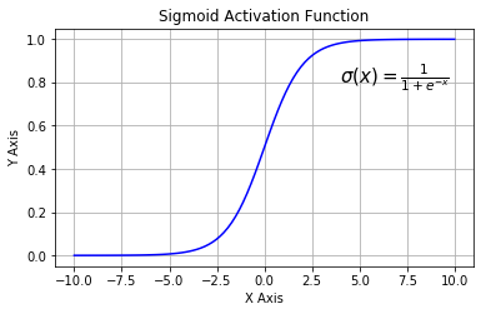 Sigmoid Activation Function
1.0
0.8
0.6
0.4
0.2
0.0
Y Axis
σ(x) = 1/(1 + e^{-x})
−10.0 −7.5 −5.0 −2.5 0.0 2.5 5.0 7.5 10.0
X Axis